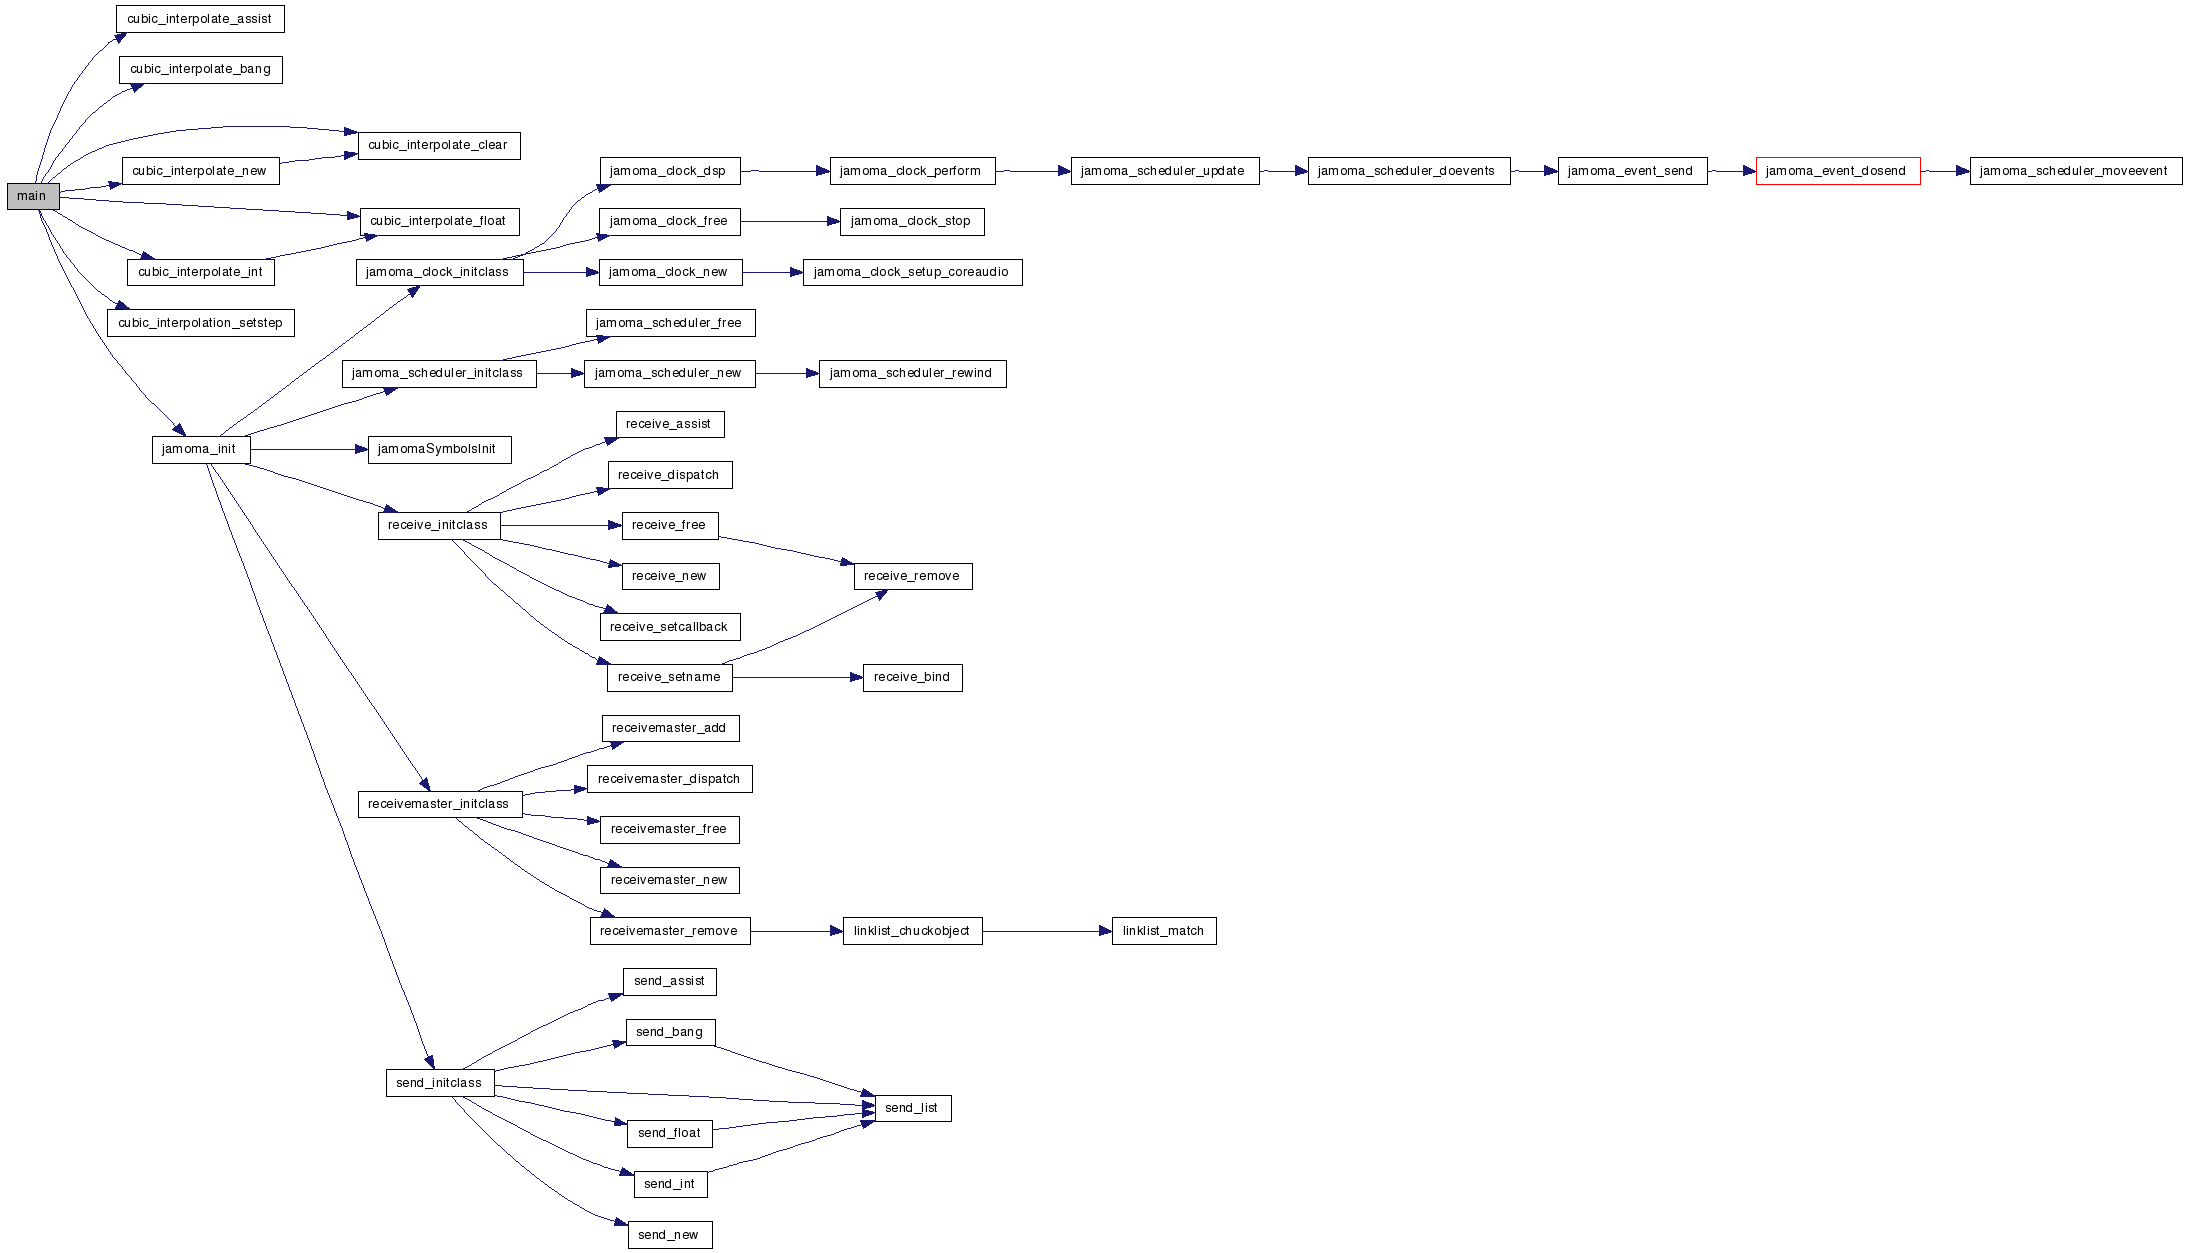 cubic_interpolate_assist
cubic_interpolate_bang
cubic_interpolate_clear
cubic_interpolate_new
jamoma_clock_dsp
jamoma_clock_perform
jamoma_scheduler_update
jamoma_scheduler_doevents
jamoma_event_send
jamoma_event_dosend
jamoma_scheduler_moveevent
main
cubic_interpolate_float
jamoma_clock_free
jamoma_clock_stop
cubic_interpolate_int
jamoma_clock_initclass
jamoma_clock_new
jamoma_clock_setup_coreaudio
cubic_interpolation_setstep
jamoma_scheduler_free
jamoma_scheduler_initclass
jamoma_scheduler_new
jamoma_scheduler_rewind
receive_assist
jamoma_init
jamomaSymbolsInit
receive_dispatch
receive_initclass
receive_free
receive_new
receive_remove
receive_setcallback
receive_setname
receive_bind
receivemaster_add
receivemaster_dispatch
receivemaster_initclass
receivemaster_free
receivemaster_new
receivemaster_remove
linklist_chuckobject
linklist_match
send_assist
send_bang
send_initclass
send_list
send_float
send_int
send_new